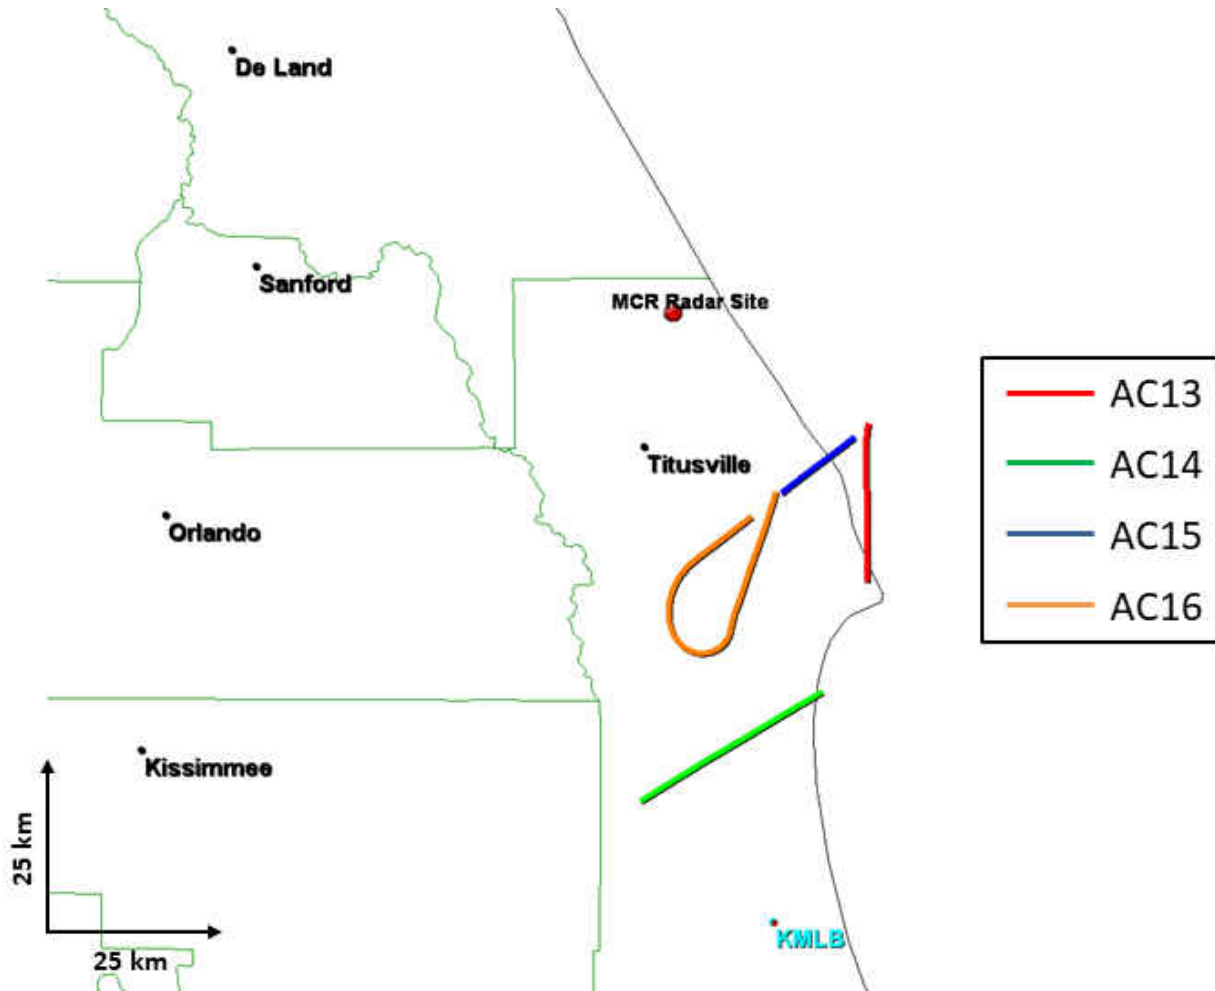 De Land
Sanford
MCR Radar Site
AC13
AC14
Titusville
Orlando
AC15
AC16
Kissimmee
25 km
25 km
KMLB